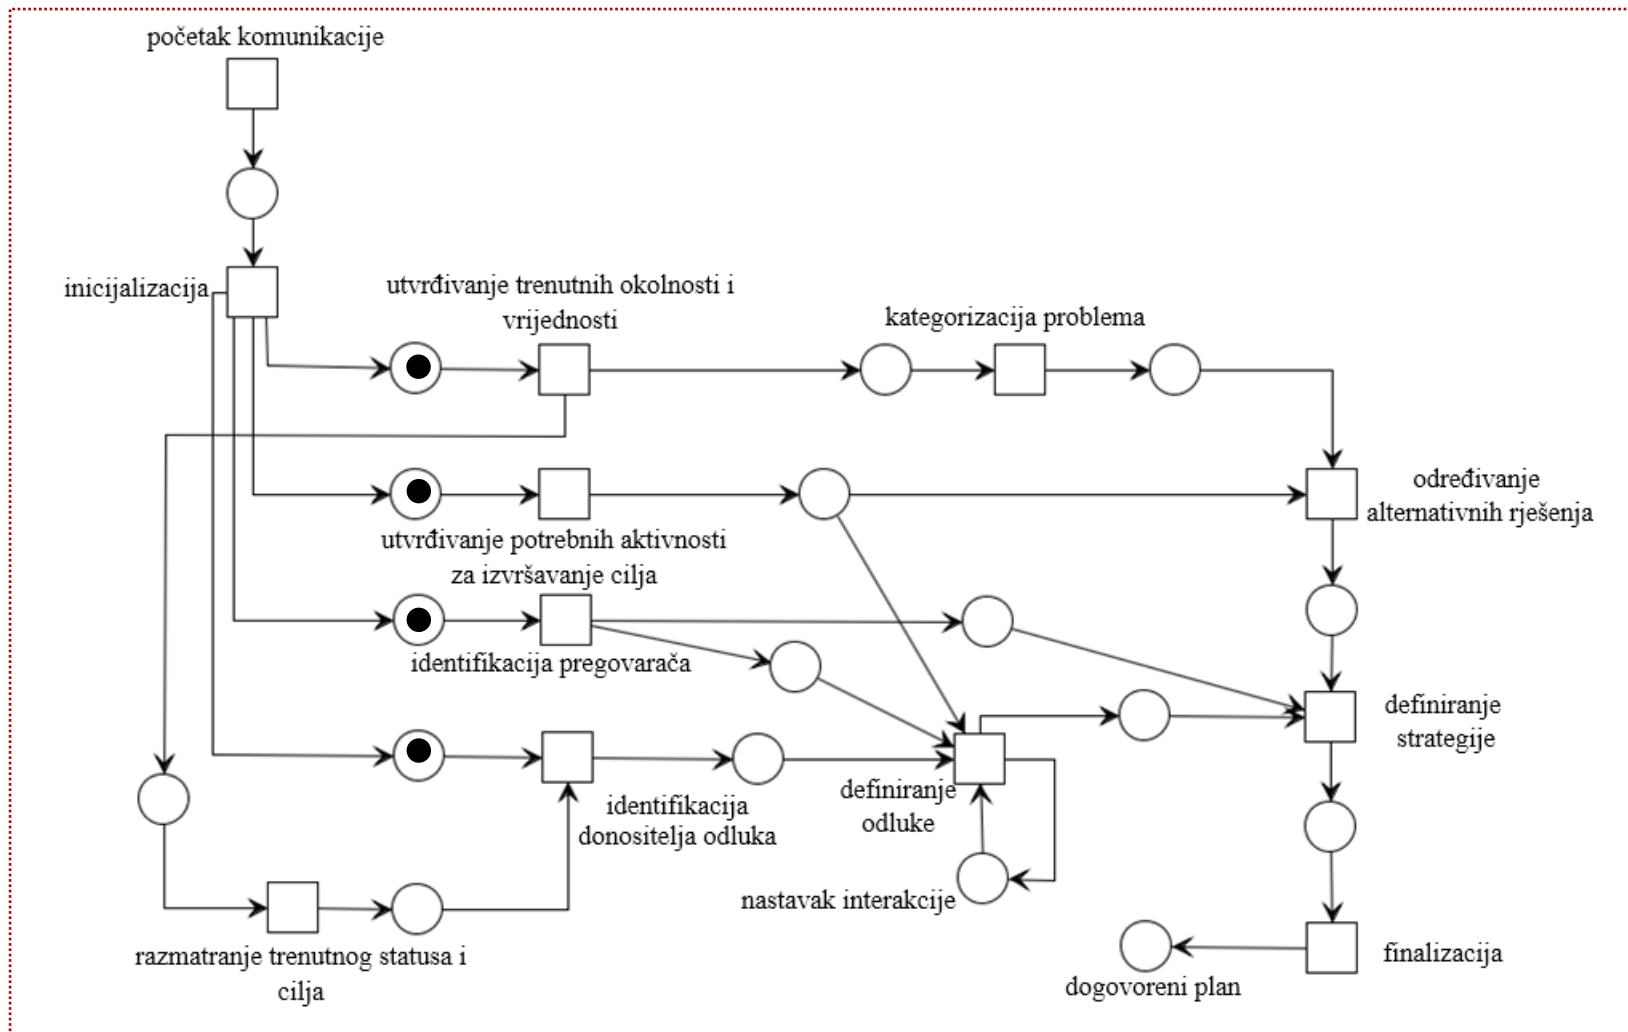 početak komunikacije
inicijalizacija
utvrđivanje trenutnih okolnosti i
vrijednosti
kategorizacija problema
određivanje
alternativnih rješenja
utvrđivanje potrebnih aktivnosti
za izvršavanje cilja
identifikacija pregovarača
definiranje
strategije
identifikacija
donositelja odluka
definiranje
odluke
nastavak interakcije
razmatranje trenutnog statusa i
cilja
finalizacija
dogovoreni plan